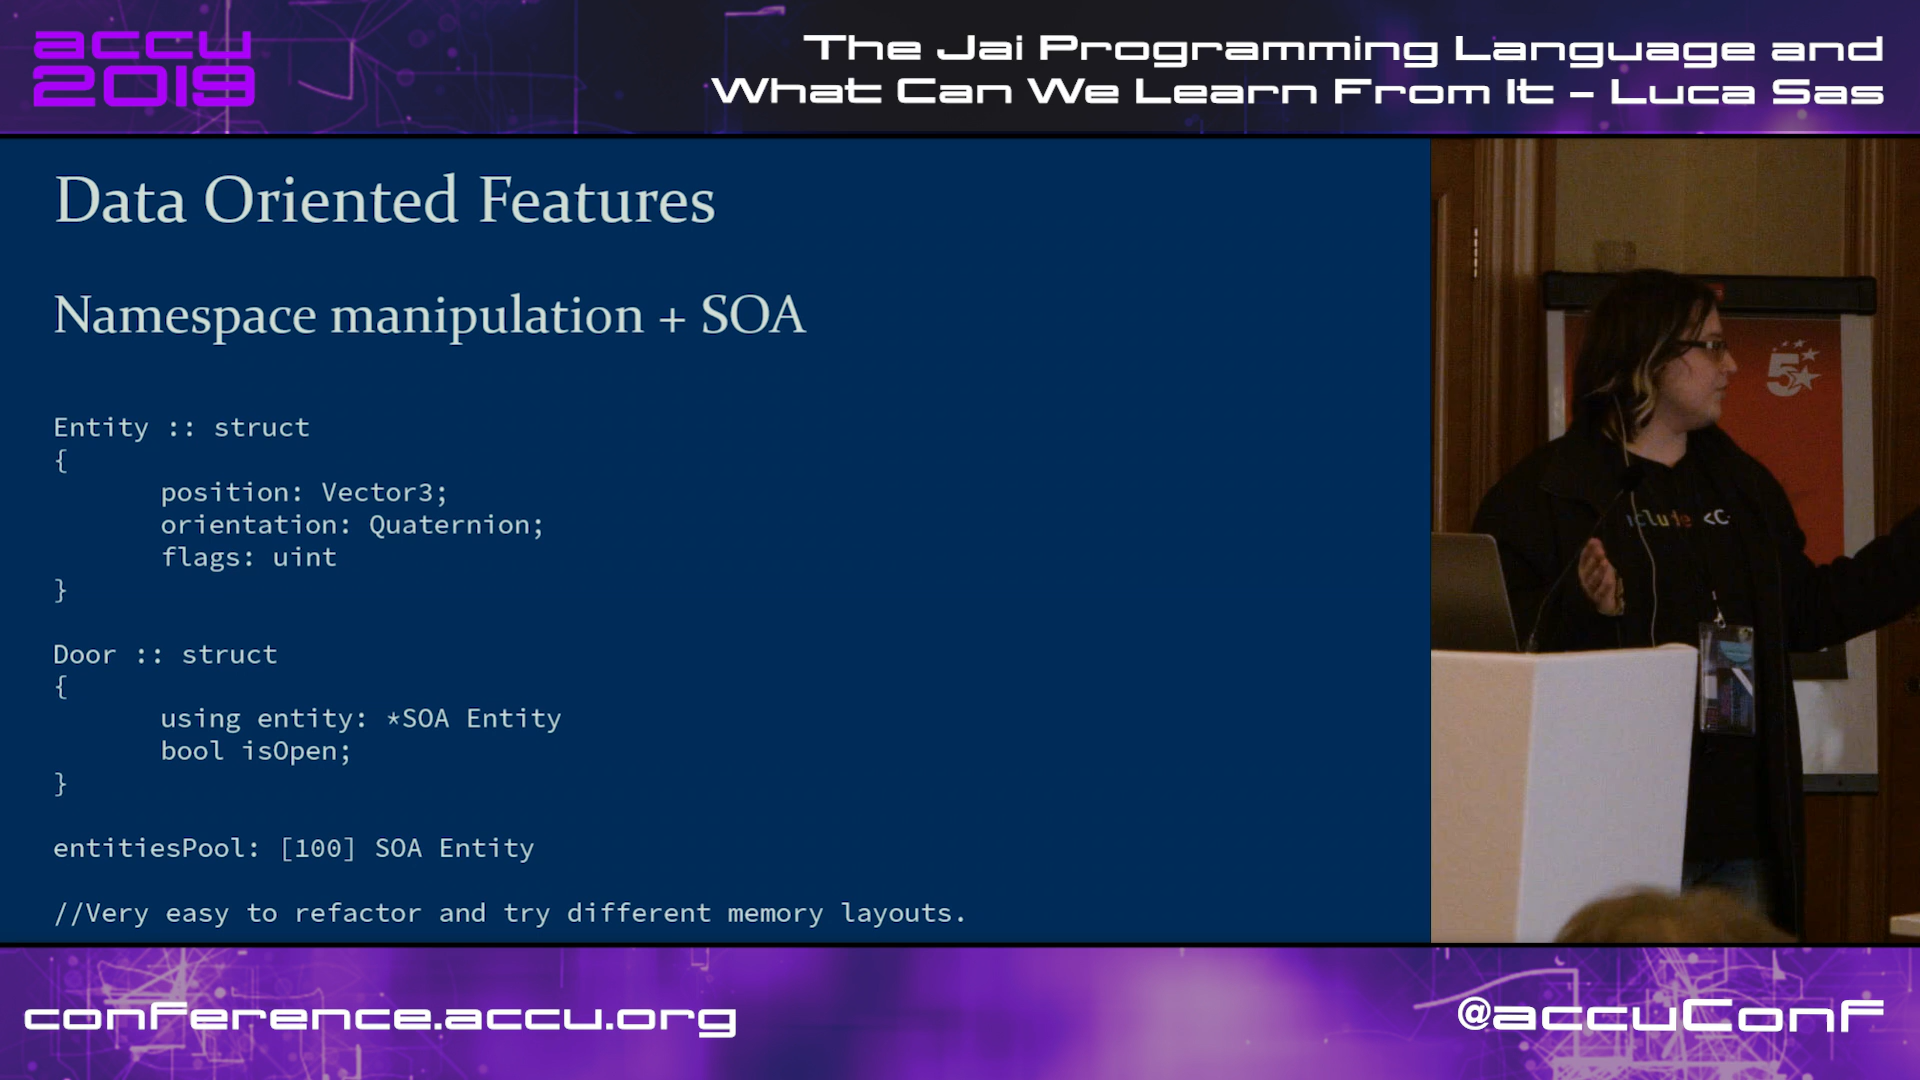 accu
2019
The Jai Programming Language and
What Can We Learn From It – Luca Sas
Data Oriented Features
Namespace manipulation + SOA
Entity :: struct
{
position: Vector3;
orientation: Quaternion;
flags: uint
}
Door :: struct
{
using entity: *SOA Entity
bool isOpen;
}
entitiesPool: [100] SOA Entity
//Very easy to refactor and try different memory layouts.
5
clude <C
conference.accu.org
@accuConf